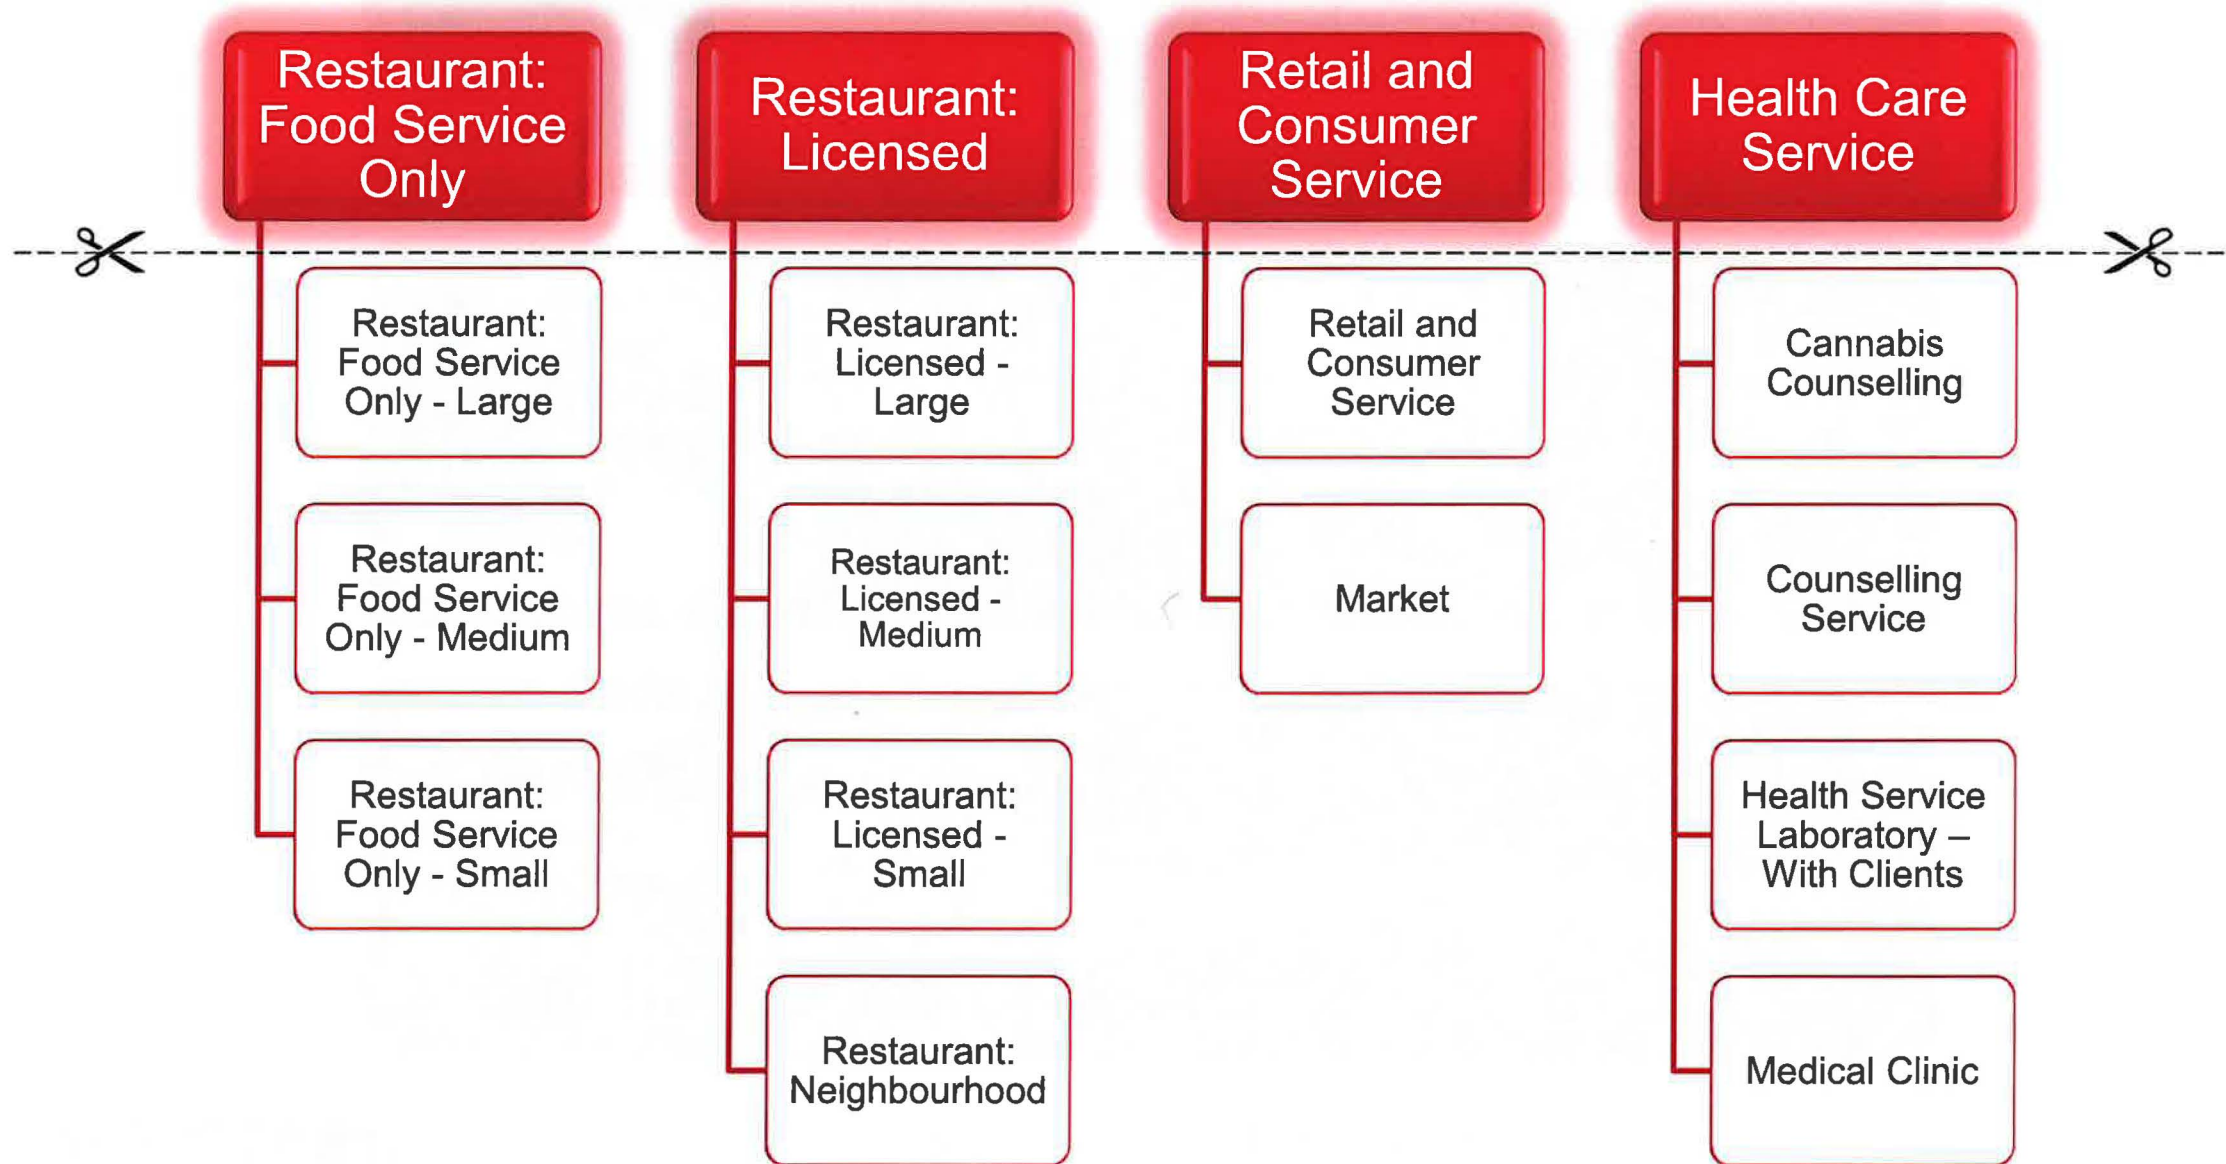 Restaurant:
Food Service
Only
Restaurant:
Licensed
Retail and
Consumer
Service
Health Care
Service
Restaurant:
Food Service
Only - Large
Restaurant:
Licensed -
Large
Retail and
Consumer
Service
Cannabis
Counselling
Restaurant:
Food Service
Only - Medium
Restaurant:
Licensed -
Medium
Market
Counselling
Service
Restaurant:
Food Service
Only - Small
Restaurant:
Licensed -
Small
Health Service
Laboratory –
With Clients
Restaurant:
Neighbourhood
Medical Clinic